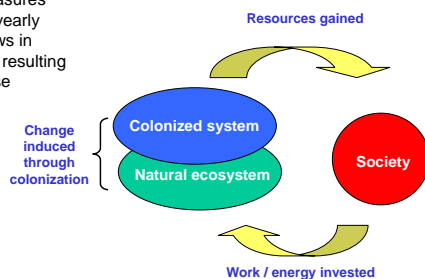 asures
yearly
ws in
resulting
se
Resources gained
Change
induced
through
colonization
Colonized system
Natural ecosystem
Society
Work / energy invested